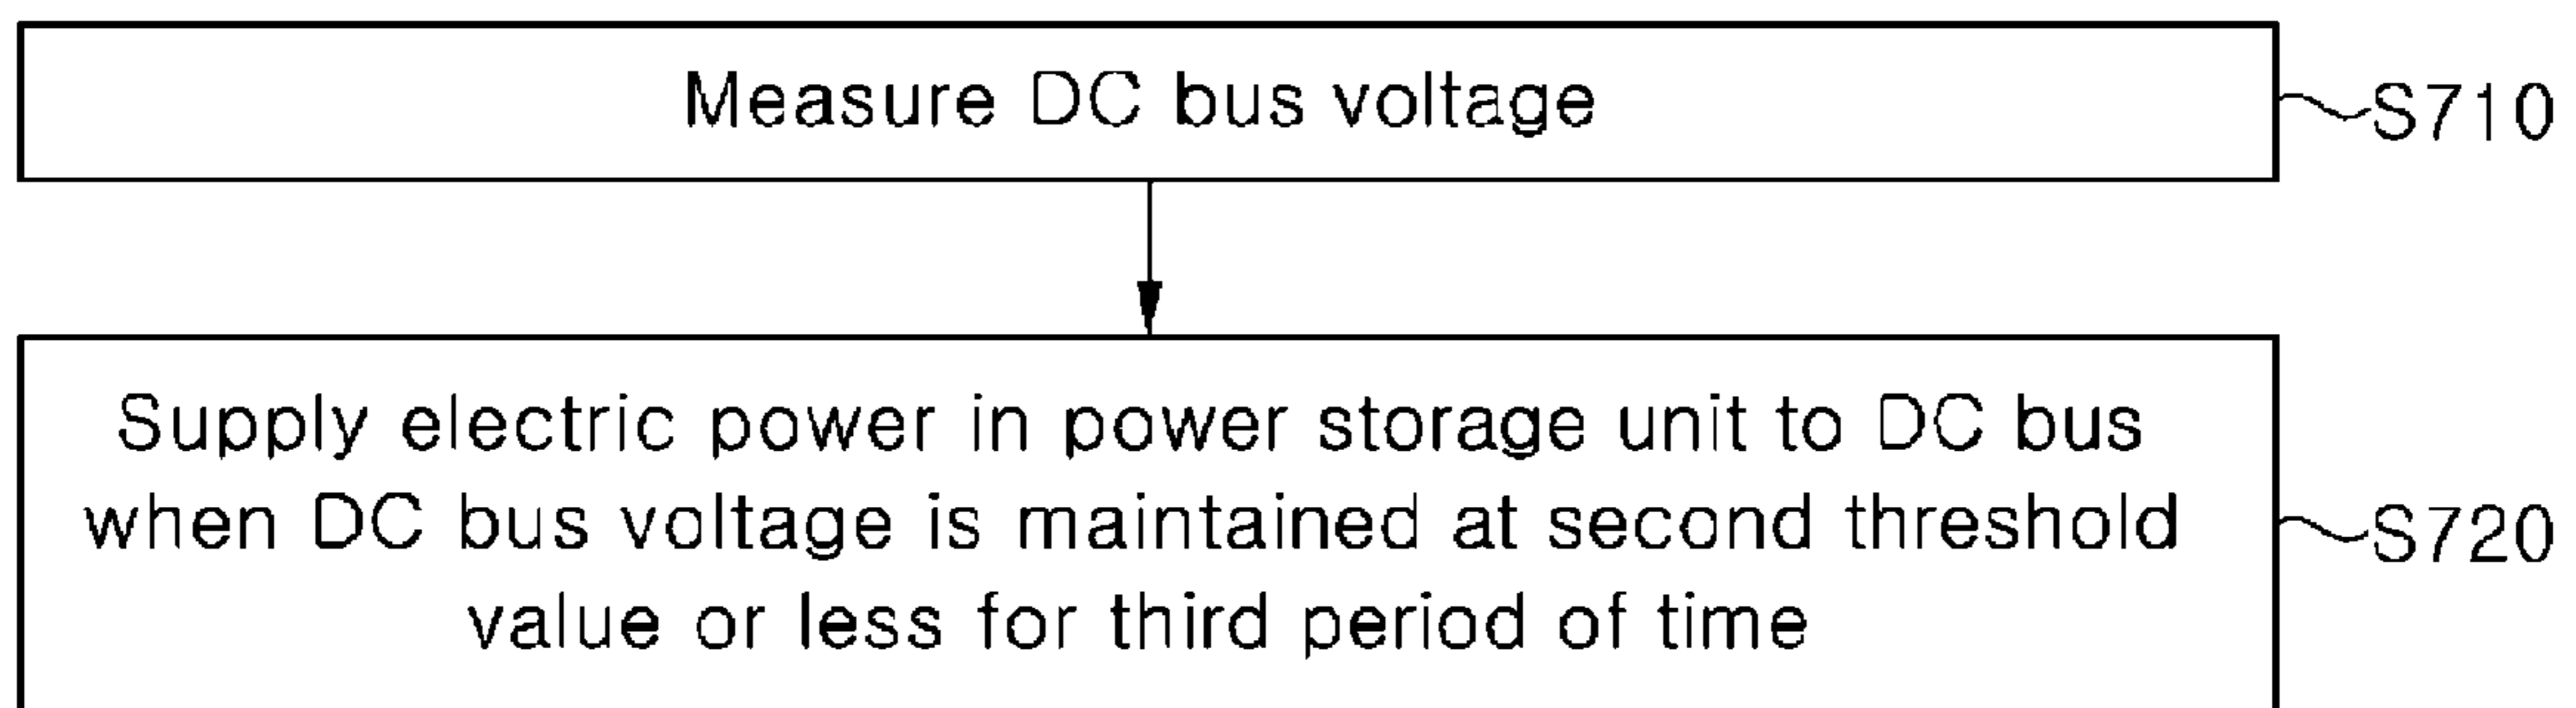 Measure DC bus voltage
S710
Supply electric power in power storage unit to DC bus
when DC bus voltage is maintained at second threshold
value or less for third period of time
S720